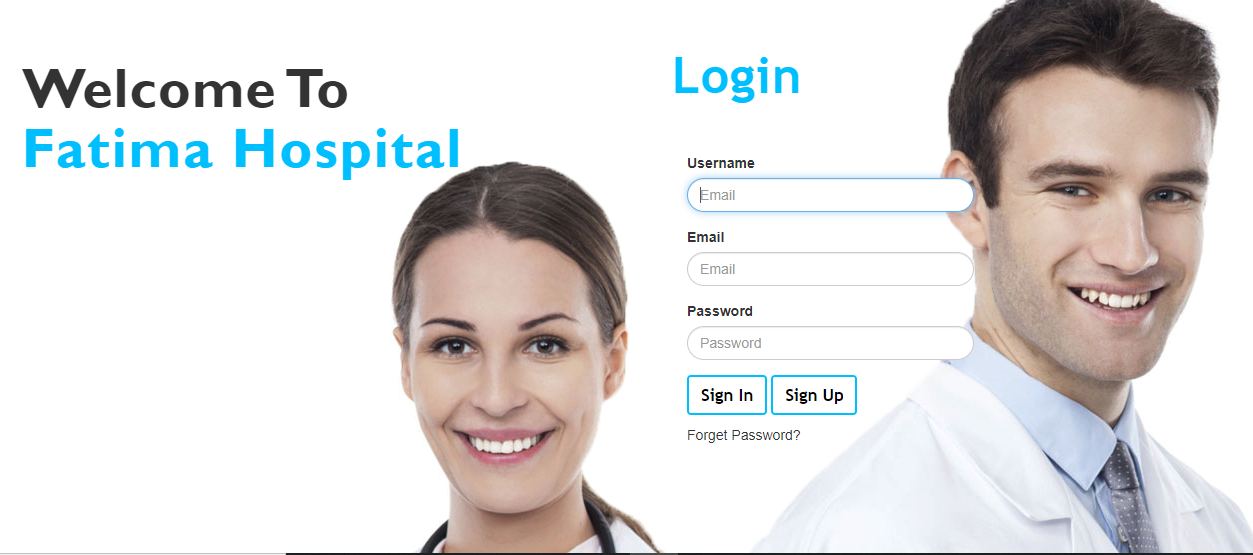 Welcome To
Fatima Hospital
Login
Username
Email
Email
Email
Password
Password
Sign In Sign Up
Forget Password?